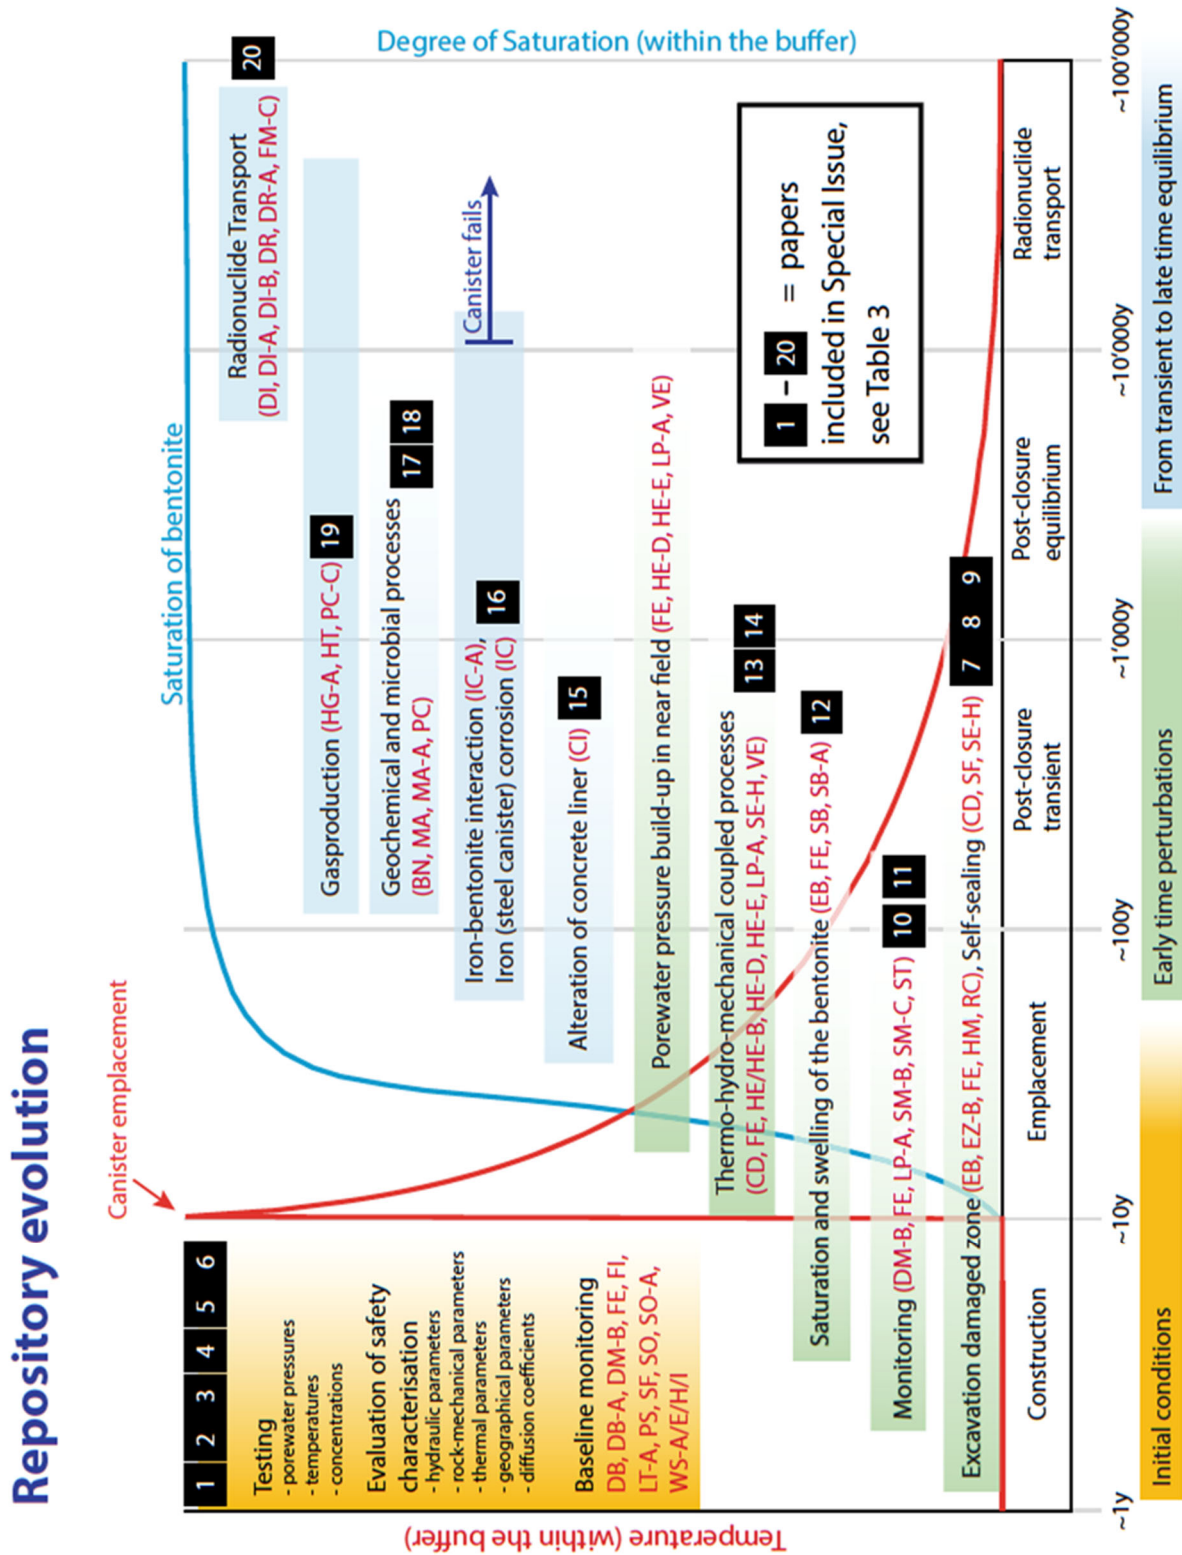 Repository evolution
Canister emplacement
Saturation of bentonite
Temperature (within the buffer)
Degree of Saturation (within the buffer)
1 2 3 4 5 6
Testing
- porewater pressures
- temperatures
- concentrations
Evaluation of safety
characterisation
- hydraulic parameters
- rock-mechanical parameters
- thermal parameters
- geographical parameters
- diffusion coefficients
Baseline monitoring
DB, DB-A, DM-B, FE, FI,
LT-A, PS, SF, SO, SO-A,
WS-A/E/H/I
Radionuclide Transport
(DI, DI-A, DI-B, DR, DR-A, FM-C)
20
Gasproduction (HG-A, HT, PC-C) 19
Geochemical and microbial processes
(BN, MA, MA-A, PC)
17 18
Iron-bentonite interaction (IC-A),
Iron (steel canister) corrosion (IC)
16
Canister fails
Alteration of concrete liner (CI) 15
Porewater pressure build-up in near field (FE, HE-D, HE-E, LP-A, VE)
Thermo-hydro-mechanical coupled processes
(CD, FE, HE/HE-B, HE-D, HE-E, LP-A, SE-H, VE)
13 14
Saturation and swelling of the bentonite (EB, FE, SB, SB-A) 12
Monitoring (DM-B, FE, LP-A, SM-B, SM-C, ST) 10 11
Excavation damaged zone (EB, EZ-B, FE, HM, RC), Self-sealing (CD, SF, SE-H) 7 8 9
1 – 20 = papers
included in Special Issue,
see Table 3
Construction
Emplacement
Post-closure
transient
Post-closure
equilibrium
Radionuclide
transport
~1y
~10y
~100y
~1'000y
~10'000y
~100'000y
Initial conditions
Early time perturbations
From transient to late time equilibrium